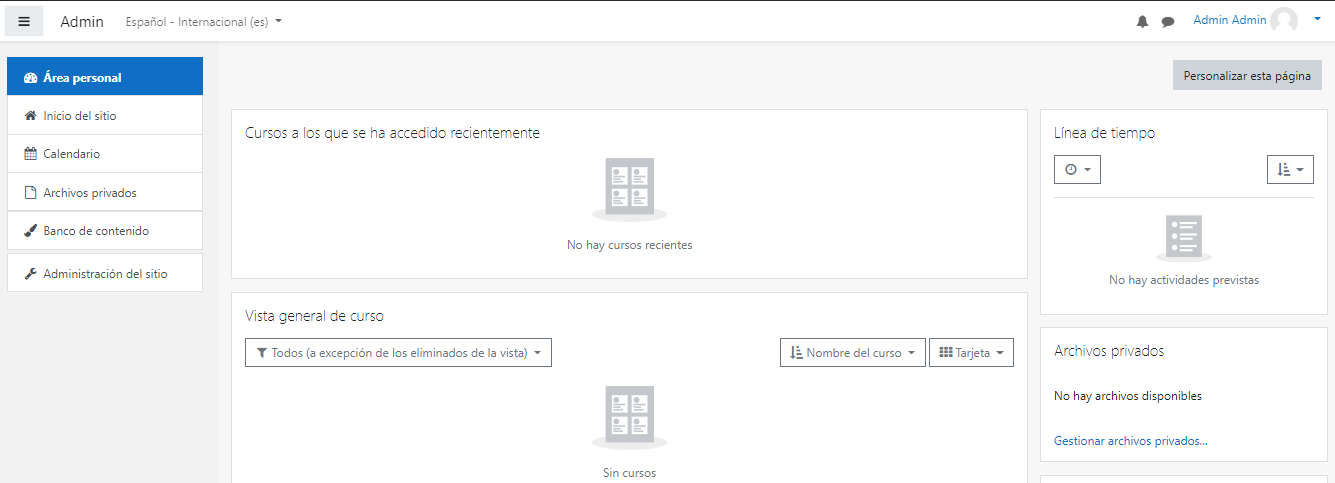 Admin
Español - Internacional (es)
Admin Admin
Área personal
Inicio del sitio
Calendario
Archivos privados
Banco de contenido
Administración del sitio
Personalizar esta página
Cursos a los que se ha accedido recientemente
No hay cursos recientes
Vista general de curso
Todos (a excepción de los eliminados de la vista)
Nombre del curso
Tarjeta
Sin cursos
Línea de tiempo
No hay actividades previstas
Archivos privados
No hay archivos disponibles
Gestionar archivos privados...